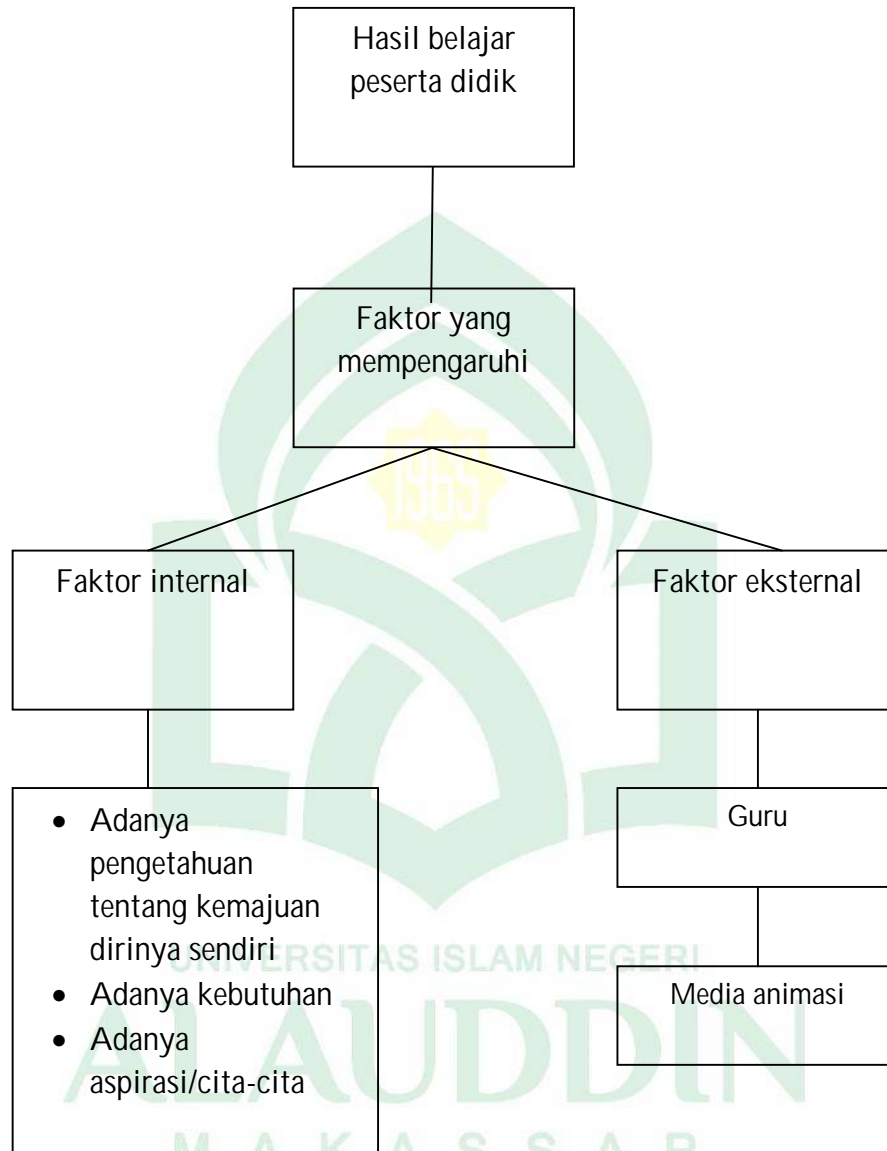 Hasil belajar
peserta didik
Faktor yang
mempengaruhi
1965
Faktor internal
Faktor eksternal
• Adanya
pengetahuan
tentang kemajuan
dirinya sendiri
• Adanya kebutuhan
• Adanya
aspirasi/cita-cita
Guru
Media animasi
UNIVERSITAS ISLAM NEGERI
ALAUDDIN
MAKASSAR